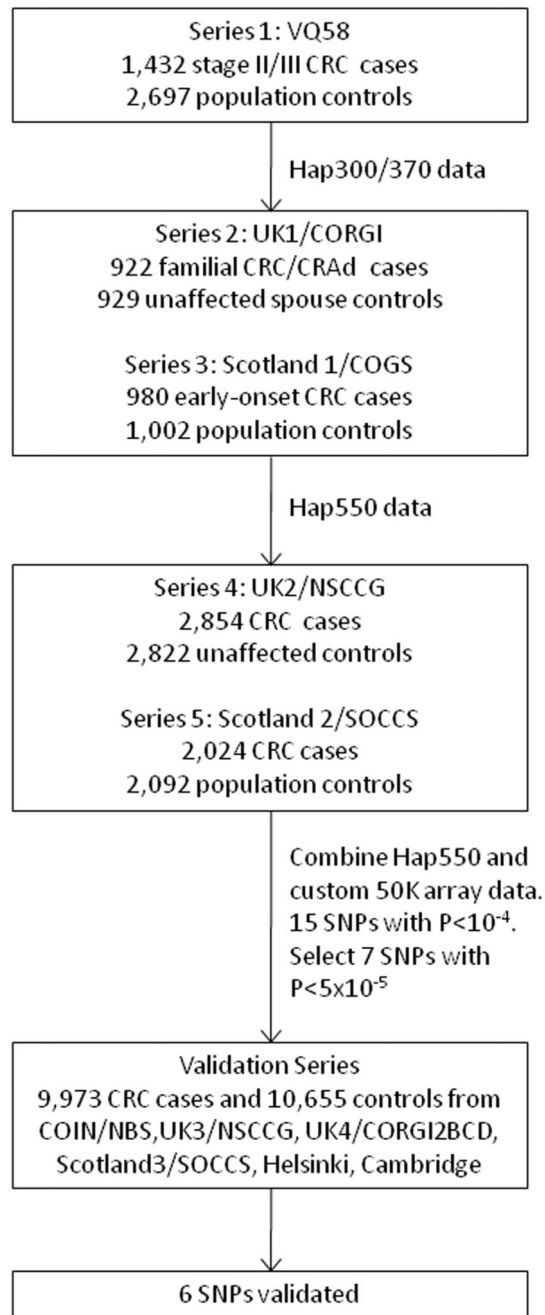 Series 1: VQ58
1,432 stage II/III CRC cases
2,697 population controls
Hap300/370 data
Series 2: UK1/CORGI
922 familial CRC/CRAd cases
929 unaffected spouse controls
Series 3: Scotland 1/COGS
980 early-onset CRC cases
1,002 population controls
Hap550 data
Series 4: UK2/NSCCG
2,854 CRC cases
2,822 unaffected controls
Series 5: Scotland 2/SOCCS
2,024 CRC cases
2,092 population controls
Combine Hap550 and
custom 50K array data.
15 SNPs with P<10⁻⁴.
Select 7 SNPs with
P<5x10⁻⁵
Validation Series
9,973 CRC cases and 10,655 controls from
COIN/NBS,UK3/NSCCG, UK4/CORGI2BCD,
Scotland3/SOCCS, Helsinki, Cambridge
6 SNPs validated